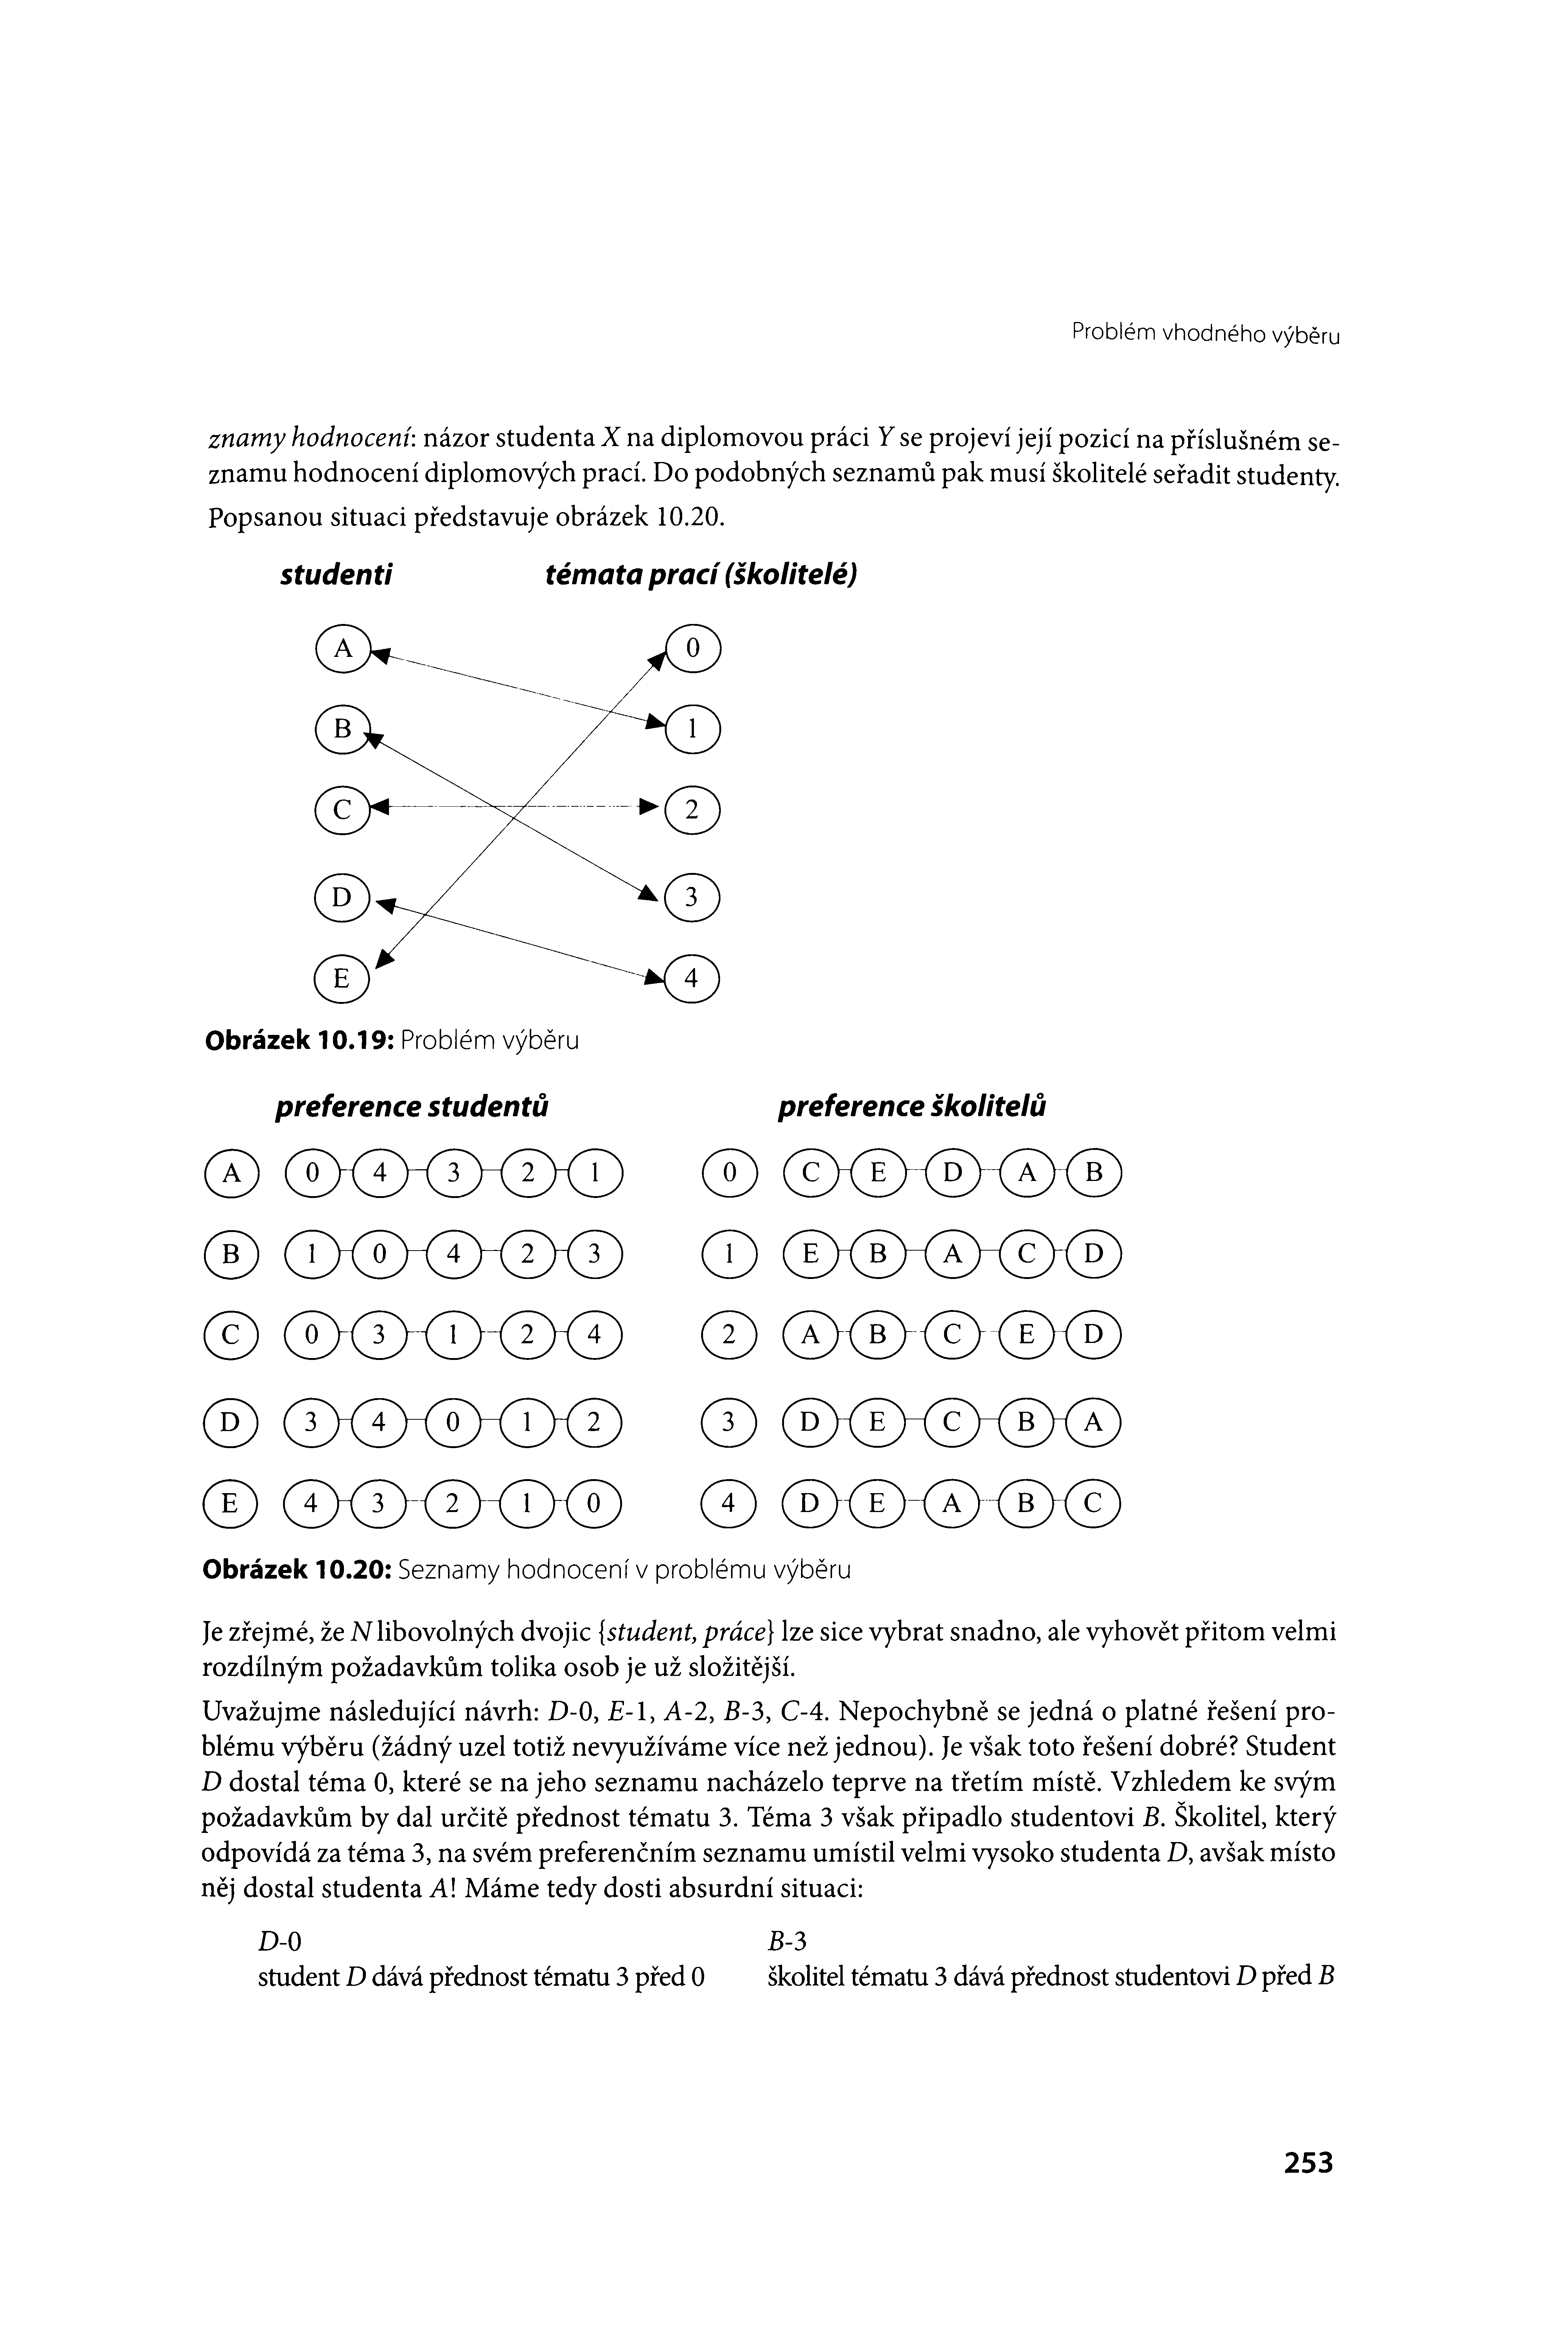 Problém vhodného výběru
znamy hodnocení: názor studenta X na diplomovou práci Y se projeví její pozicí na příslušném se-
znamu hodnocení diplomových prací. Do podobných seznamů pak musí školitelé seřadit studenty.
Popsanou situaci představuje obrázek 10.20.
studenti témata prací (školitelé)
A 0
B 1
C 2
D 3
E 4
Obrázek 10.19: Problém výběru
preference studentů preference školitelů
A 0 4 3 2 1 0 C E D A B
B 1 0 4 2 3 1 E B A C D
C 0 3 1 2 4 2 A B C E D
D 3 4 0 1 2 3 D E C B A
E 4 3 2 1 0 4 D E A B C
Obrázek 10.20: Seznamy hodnocení v problému výběru
Je zřejmé, že N libovolných dvojic {student, práce} lze sice vybrat snadno, ale vyhovět přitom velmi
rozdílným požadavkům tolika osob je už složitější.
Uvažujme následující návrh: D-0, E-1, A-2, B-3, C-4. Nepochybně se jedná o platné řešení pro-
blému výběru (žádný uzel totiž nevyužíváme více než jednou). Je však toto řešení dobré? Student
D dostal téma 0, které se na jeho seznamu nacházelo teprve na třetím místě. Vzhledem ke svým
požadavkům by dal určitě přednost tématu 3. Téma 3 však připadlo studentovi B. Školitel, který
odpovídá za téma 3, na svém preferenčním seznamu umístil velmi vysoko studenta D, avšak místo
něj dostal studenta A! Máme tedy dosti absurdní situaci:
D-0 B-3
student D dává přednost tématu 3 před 0 školitel tématu 3 dává přednost studentovi D před B
253